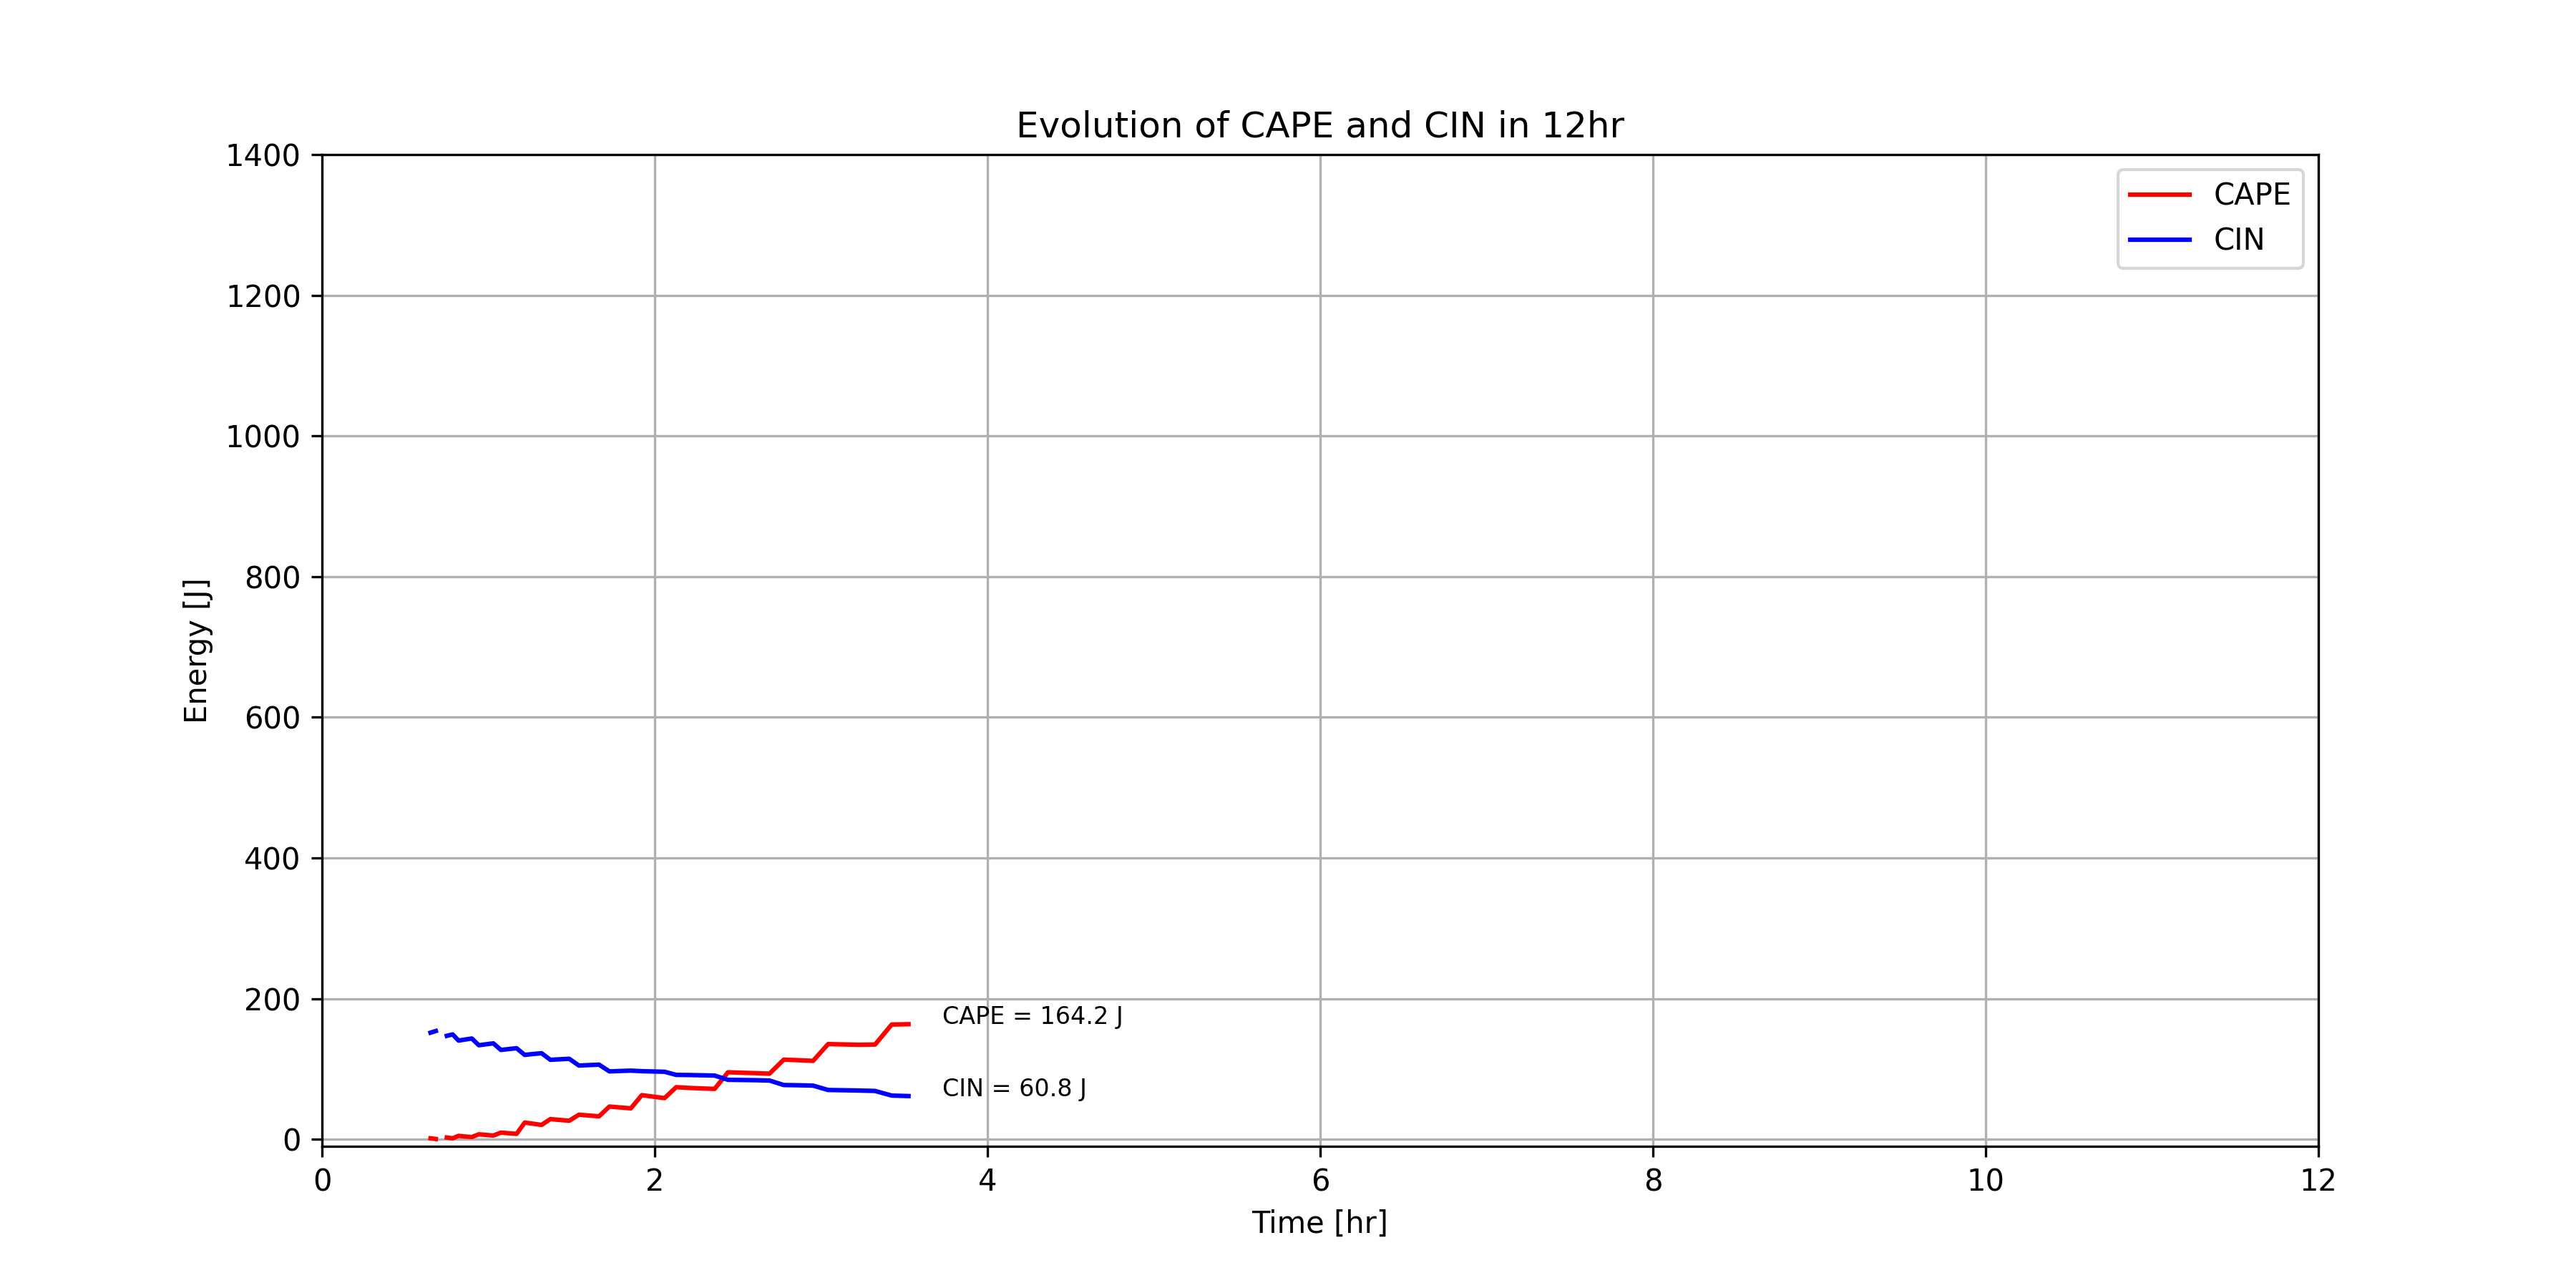 Evolution of CAPE and CIN in 12hr
1400
1200
1000
800
600
400
200
0
Energy [J]
CAPE
CIN
CAPE = 164.2 J
CIN = 60.8 J
0 2 4 6 8 10 12
Time [hr]